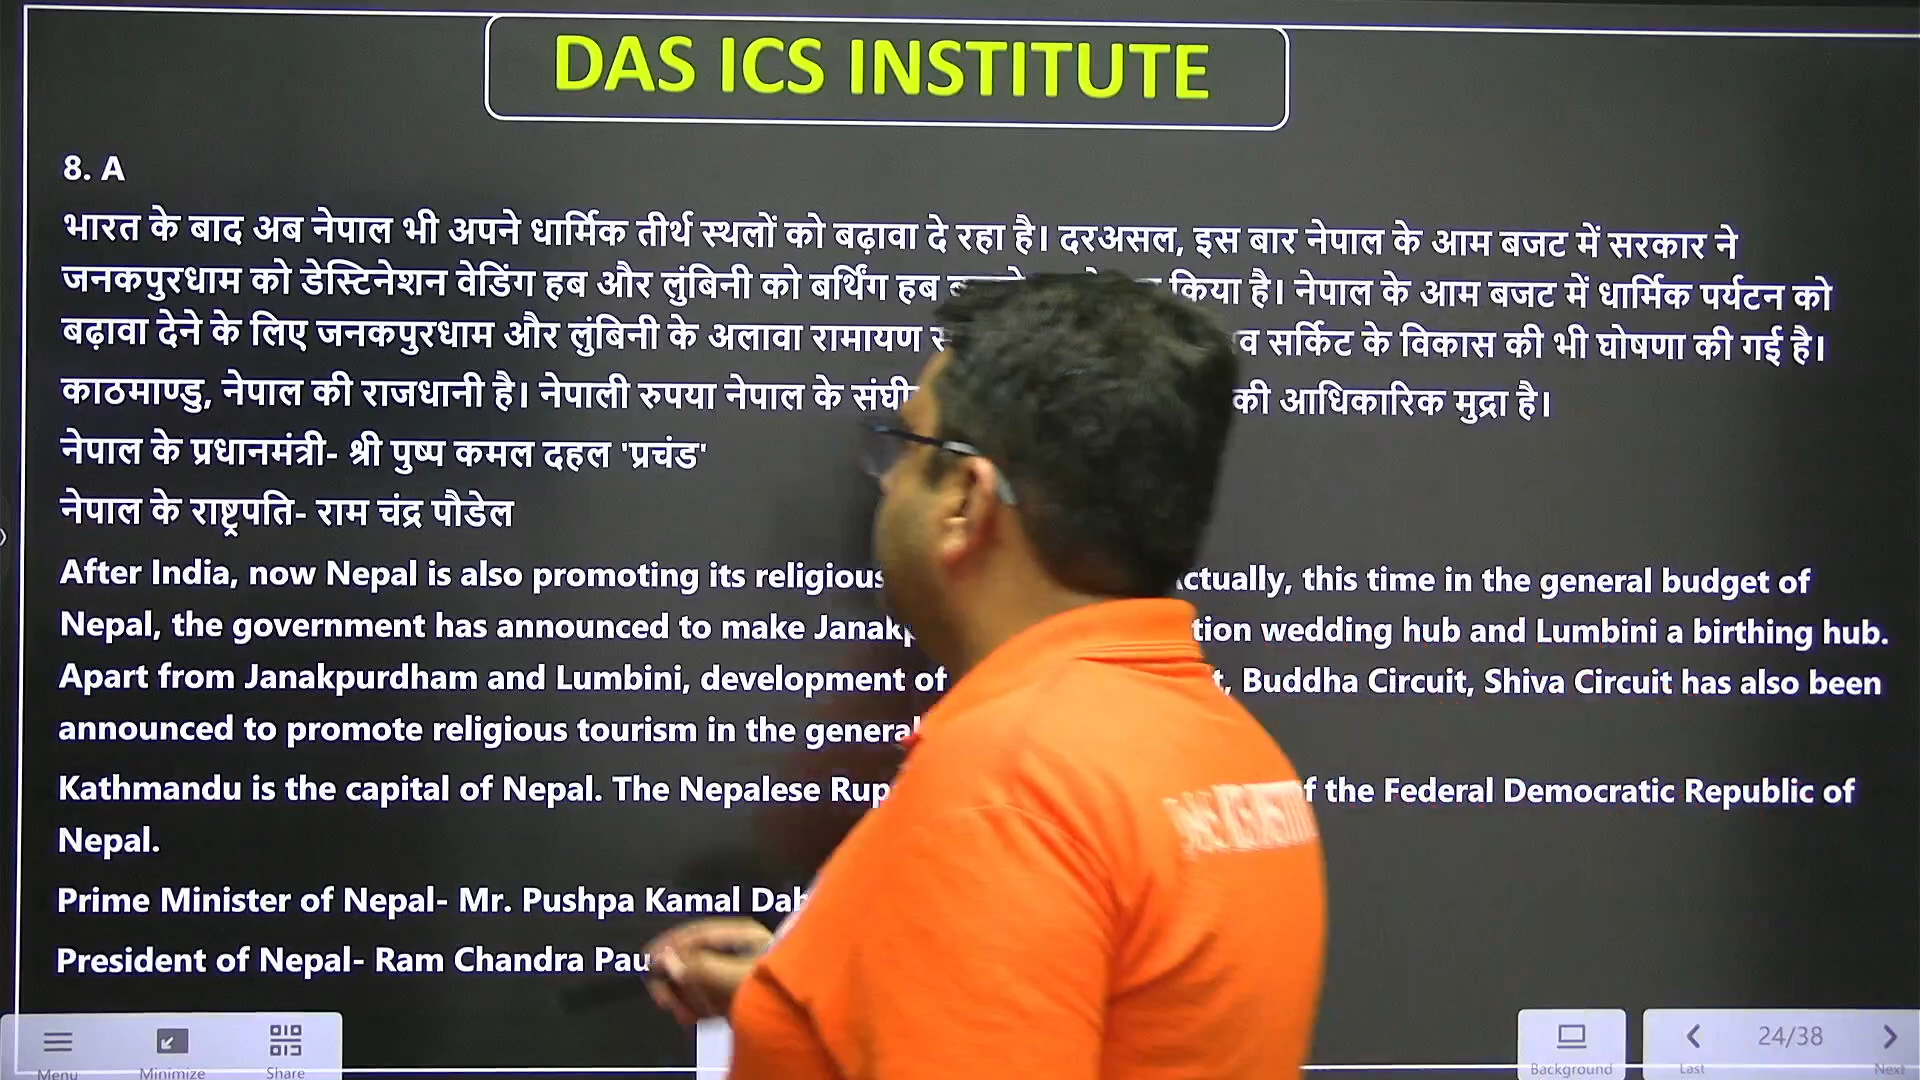 DAS ICS INSTITUTE
8. A
भारत के बाद अब नेपाल भी अपने धार्मिक तीर्थ स्थलों को बढ़ावा दे रहा है। दरअसल, इस बार नेपाल के आम बजट में सरकार ने
जनकपुरधाम को डेस्टिनेशन वेडिंग हब और लुंबिनी को बर्थिंग हब किया है। नेपाल के आम बजट में धार्मिक पर्यटन को
बढ़ावा देने के लिए जनकपुरधाम और लुंबिनी के अलावा रामायण व सर्किट के विकास की भी घोषणा की गई है।
काठमाण्डु, नेपाल की राजधानी है। नेपाली रुपया नेपाल के की आधिकारिक मुद्रा है।
नेपाल के प्रधानमंत्री- श्री पुष्प कमल दहल 'प्रचंड'
नेपाल के राष्ट्रपति- राम चंद्र पौडेल
After India, now Nepal is also promoting its religious ctually, this time in the general budget of
Nepal, the government has announced to make Janakp tion wedding hub and Lumbini a birthing hub.
Apart from Janakpurdham and Lumbini, development of t, Buddha Circuit, Shiva Circuit has also been
announced to promote religious tourism in the general
Kathmandu is the capital of Nepal. The Nepalese Rup f the Federal Democratic Republic of
Nepal.
Prime Minister of Nepal- Mr. Pushpa Kamal Dah
President of Nepal- Ram Chandra Pau
Menu Minimize Share Background Last 24/38 Next